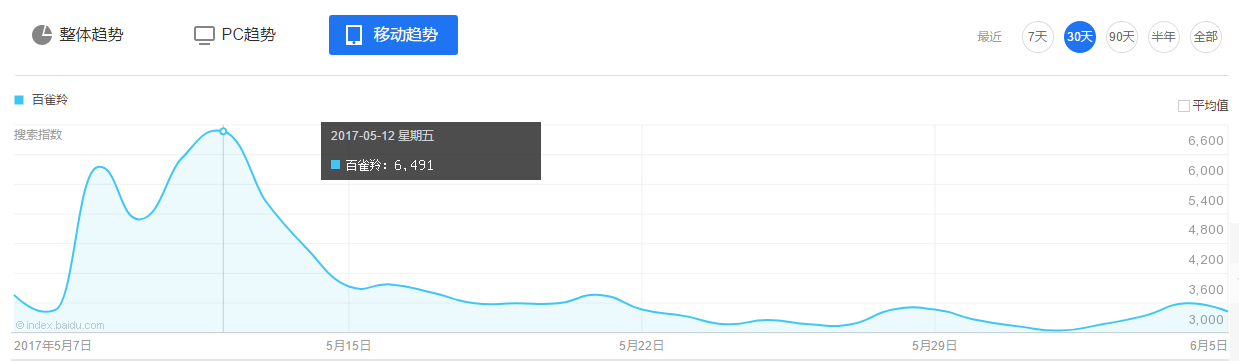 整体趋势
PC趋势
移动趋势
最近
7天
30天
90天
半年
全部
百雀羚
平均值
搜索指数
2017-05-12 星期五
百雀羚: 6,491
6,600
6,000
5,400
4,800
4,200
3,600
3,000
© index.baidu.com
2017年5月7日
5月15日
5月22日
5月29日
6月5日